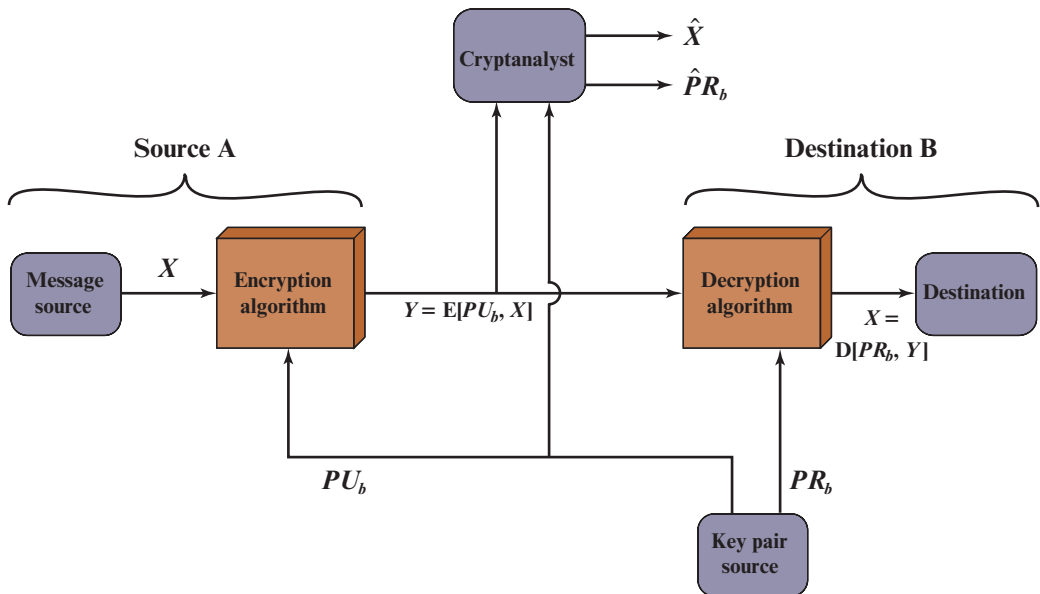 Cryptanalyst
X̂
P̂R_b
Source A
Destination B
Message
source
X
Encryption
algorithm
Y = E[PU_b, X]
Decryption
algorithm
X =
D[PR_b, Y]
Destination
PU_b
PR_b
Key pair
source